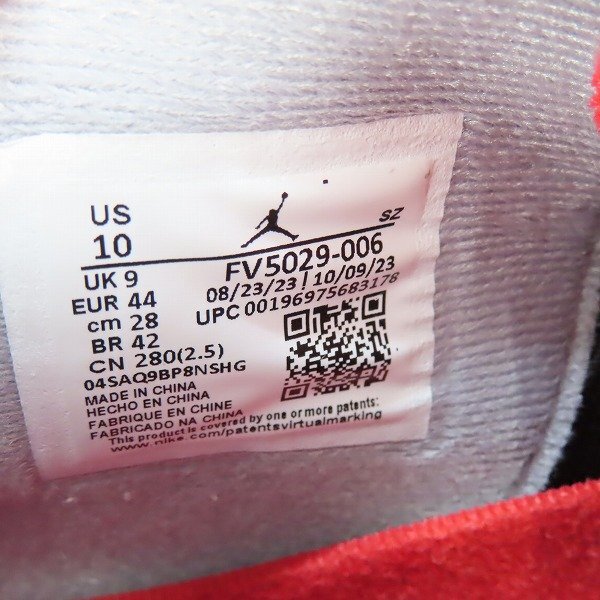 US
10
SZ
UK 9
EUR 44
cm 28
BR 42
CN 280(2.5)
FV5029-006
08/23/23 | 10/09/23
UPC 00196975683178
04SAQ9BP8NSHG
MADE IN CHINA
HECHO EN CHINA
FABRIQUE EN CHINE
FABRICADO NA CHINA
This product is covered by one or more patents:
www.nike.com/patentsvirtualmarking